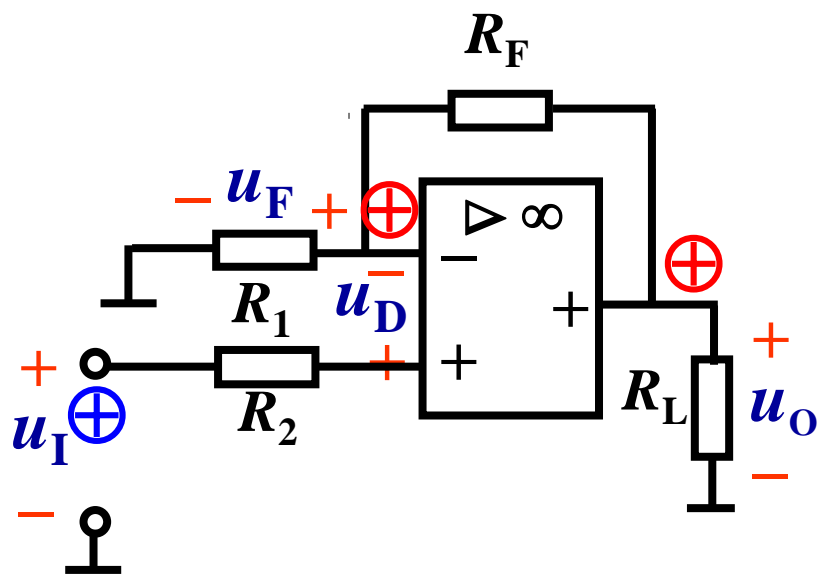 R_F
− u_F + ⊕
▷ ∞
−
− ⊕
R_1
u_D
+ +
+ +
R_2
u_I ⊕
R_L
u_O
−
−